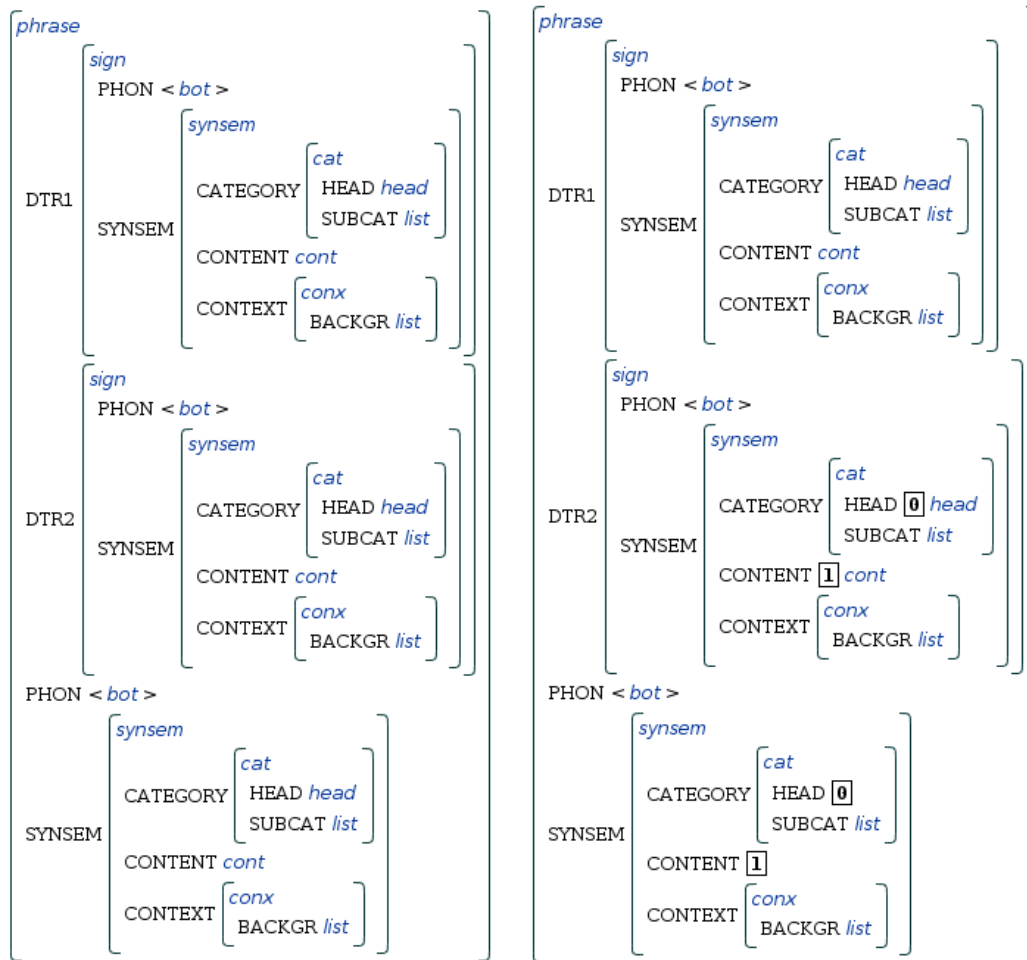 phrase
sign
PHON < bot >
synsem
cat
CATEGORY HEAD head
SUBCAT list
DTR1
SYNSEM
CONTENT cont
conx
CONTEXT
BACKGR list
sign
PHON < bot >
synsem
cat
CATEGORY HEAD head
SUBCAT list
DTR2
SYNSEM
CONTENT cont
conx
CONTEXT
BACKGR list
PHON < bot >
synsem
cat
CATEGORY HEAD head
SUBCAT list
SYNSEM
CONTENT cont
conx
CONTEXT
BACKGR list
phrase
sign
PHON < bot >
synsem
cat
CATEGORY HEAD head
SUBCAT list
DTR1
SYNSEM
CONTENT cont
conx
CONTEXT
BACKGR list
sign
PHON < bot >
synsem
cat
CATEGORY HEAD 0 head
SUBCAT list
DTR2
SYNSEM
CONTENT 1 cont
conx
CONTEXT
BACKGR list
PHON < bot >
synsem
cat
CATEGORY HEAD 0
SUBCAT list
SYNSEM
CONTENT 1
conx
CONTEXT
BACKGR list